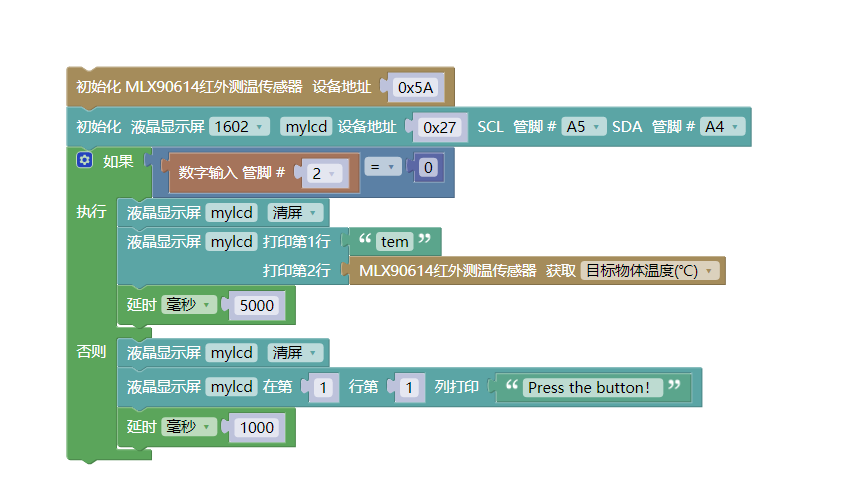 初始化 MLX90614红外测温传感器 设备地址 0x5A
初始化 液晶显示屏 1602 mylcd 设备地址 0x27 SCL 管脚 # A5 SDA 管脚 # A4
如果 数字输入 管脚 # 2 = 0
执行 液晶显示屏 mylcd 清屏
液晶显示屏 mylcd 打印第1行 “ tem ”
打印第2行 MLX90614红外测温传感器 获取 目标物体温度(℃)
延时 毫秒 5000
否则 液晶显示屏 mylcd 清屏
液晶显示屏 mylcd 在第 1 行第 1 列打印 “ Press the button！ ”
延时 毫秒 1000